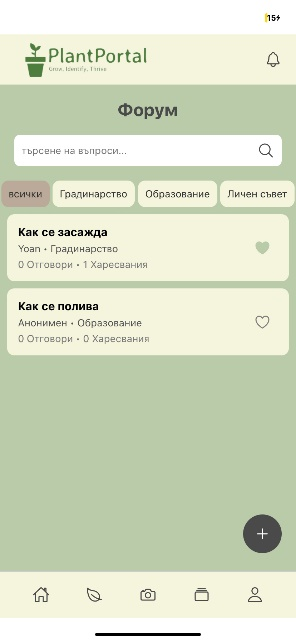 15
PlantPortal
Grow, Identify, Thrive
Форум
търсене на въпроси...
всички
Градинарство
Образование
Личен съвет
Как се засажда
Yoan • Градинарство
0 Отговори • 1 Харесвания
Как се полива
Анонимен • Образование
0 Отговори • 0 Харесвания